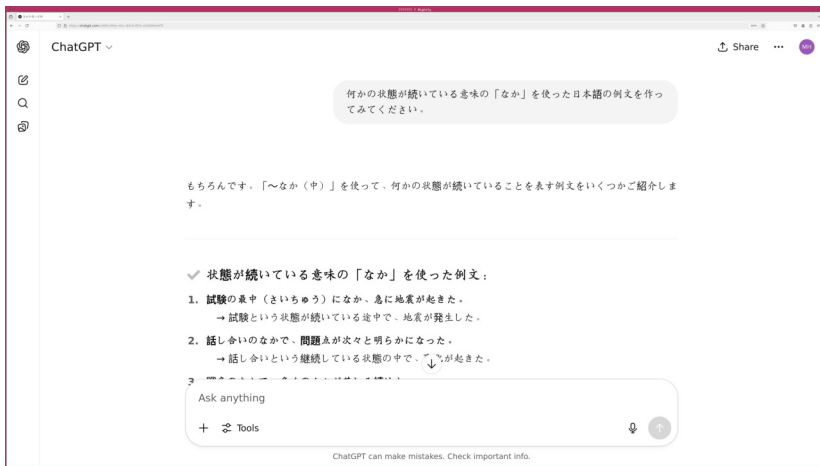 ChatGPT
Share
MH
何かの状態が続いている意味の「なか」を使った日本語の例文を作っ
てみてください。
もちろんです。「〜なか（中）」を使って、何かの状態が続いていることを表す例文をいくつかご紹介しま
す。
✓ 状態が続いている意味の「なか」を使った例文：
1. 試験の最中（さいちゅう）になか、急に地震が起きた。
→ 試験という状態が続いている途中で、地震が発生した。
2. 話し合いのなかで、問題点が次々と明らかになった。
→ 話し合いという継続している状態の中で、が起きた。
3.
Ask anything
Tools
ChatGPT can make mistakes. Check important info.